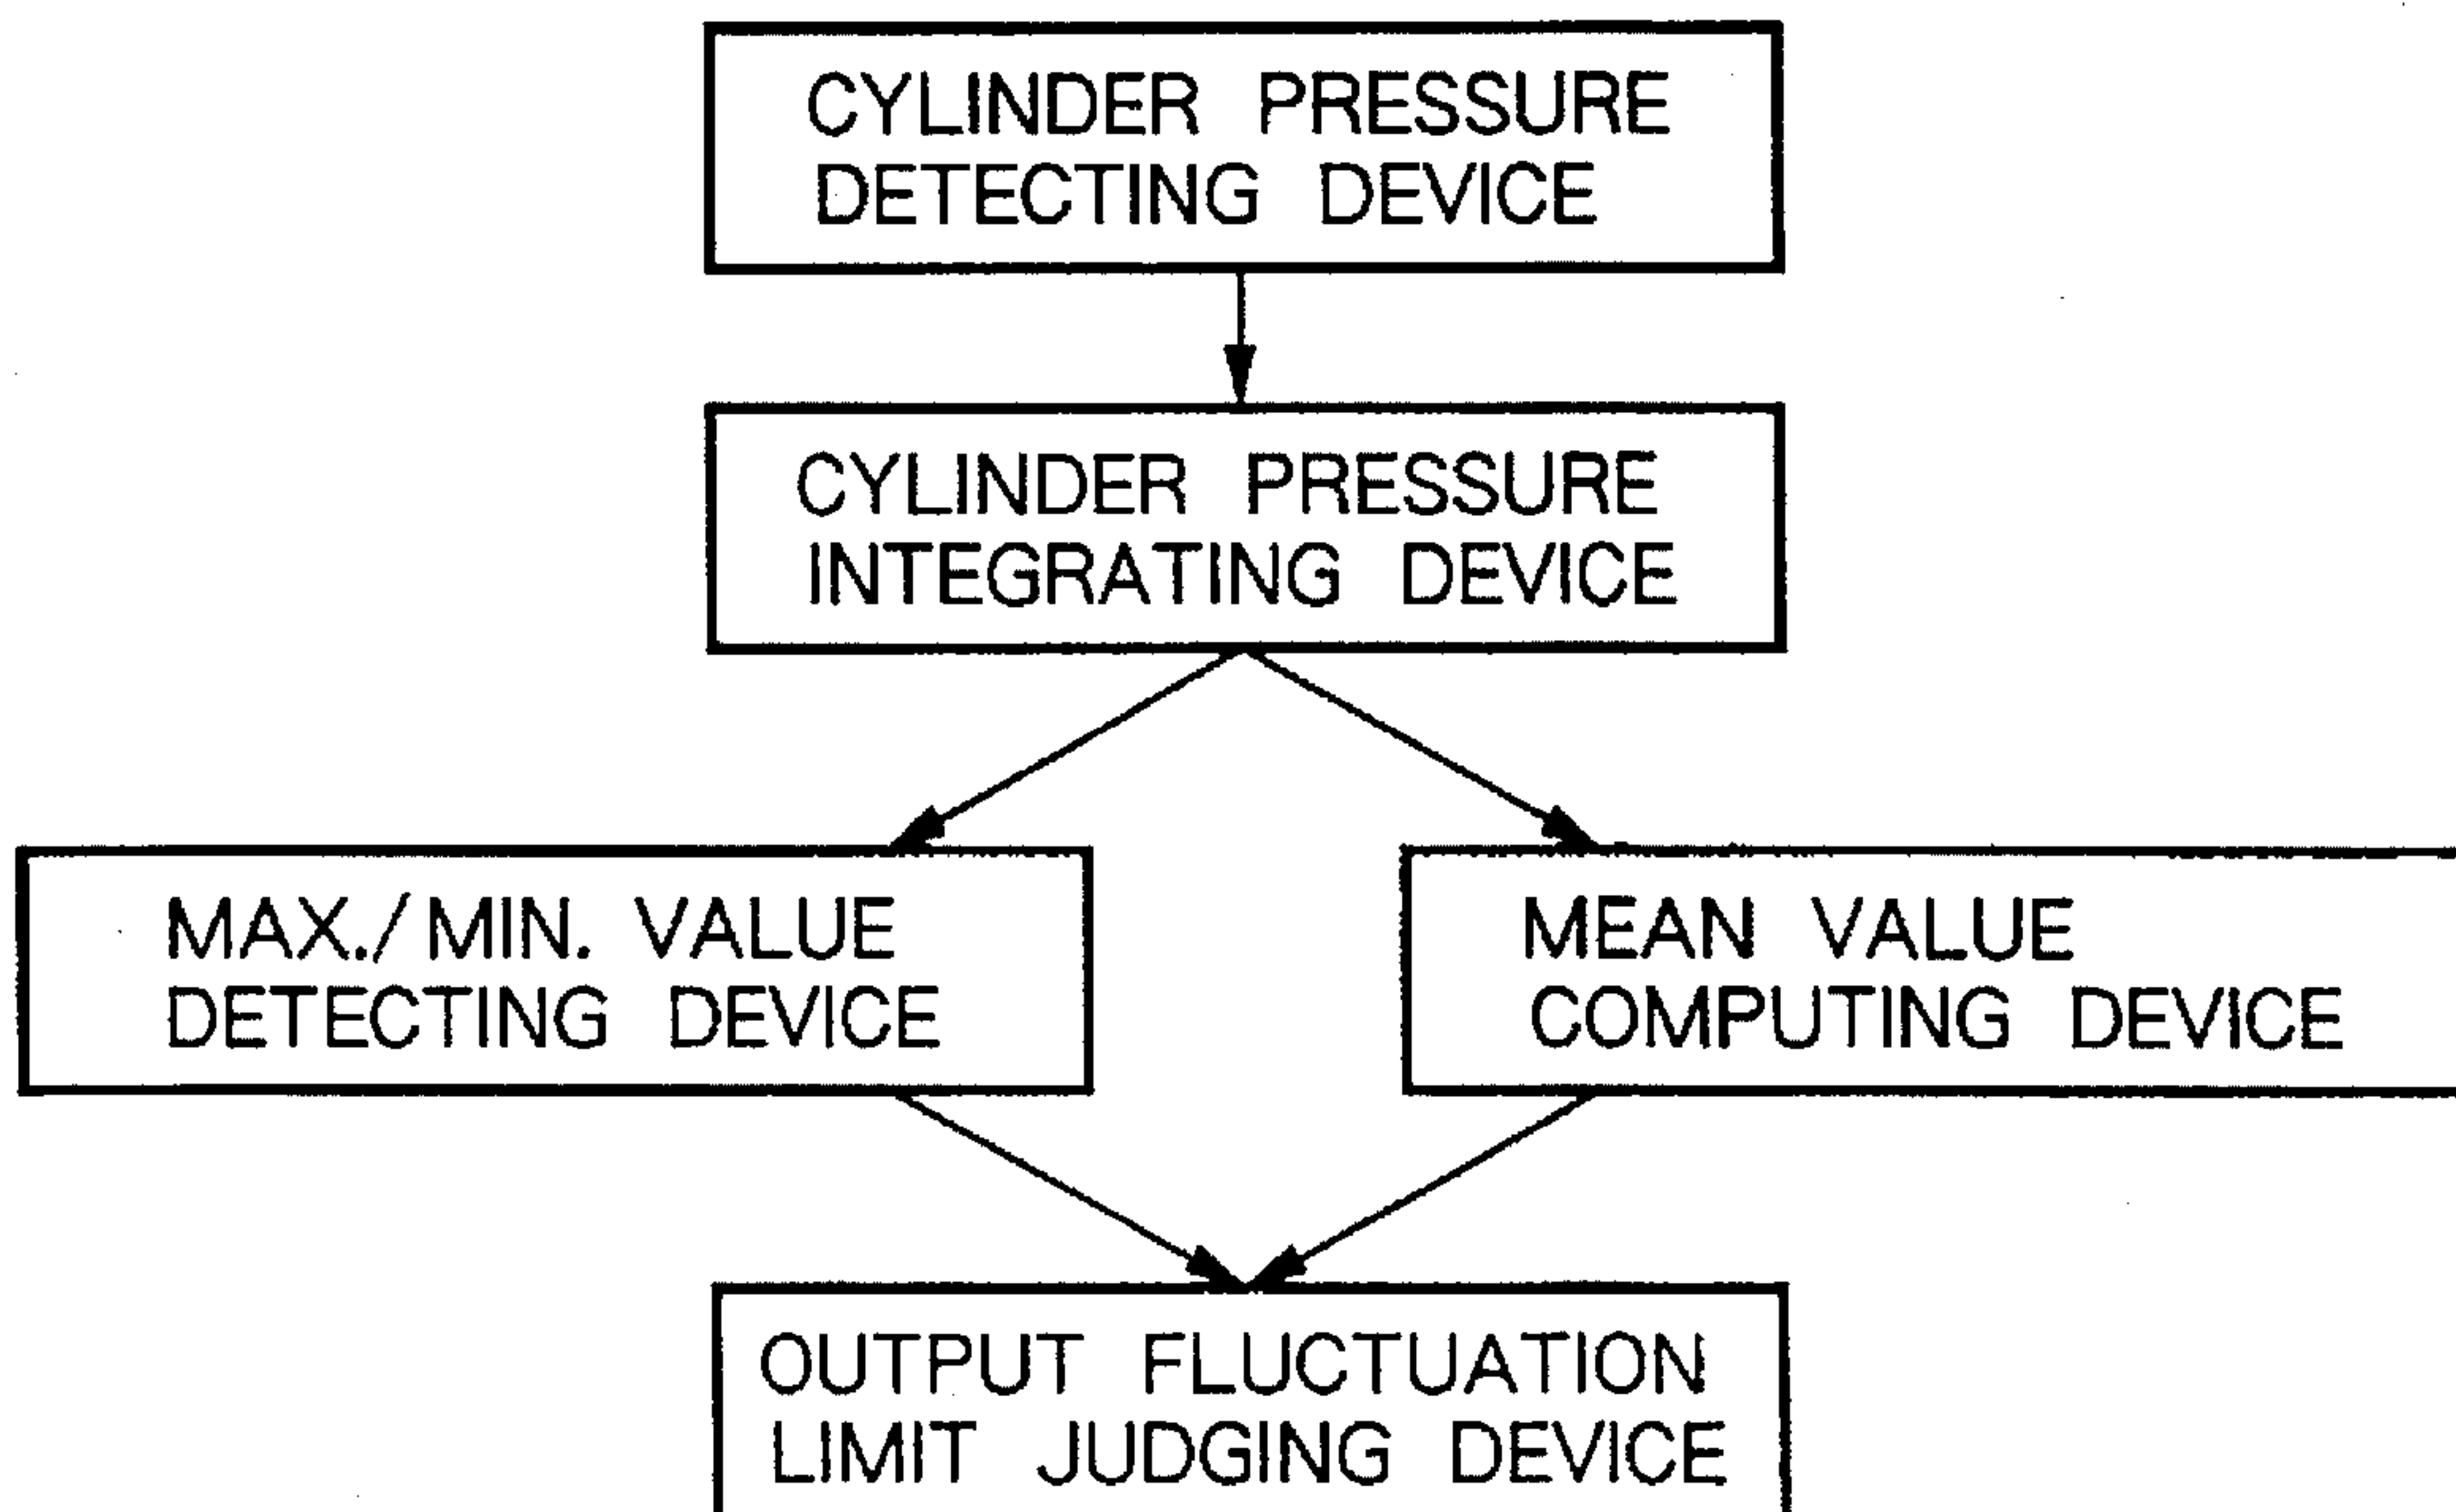 CYLINDER PRESSURE
DETECTING DEVICE
CYLINDER PRESSURE
INTEGRATING DEVICE
MAX./MIN. VALUE
DETECTING DEVICE
MEAN VALUE
COMPUTING DEVICE
OUTPUT FLUCTUATION
LIMIT JUDGING DEVICE